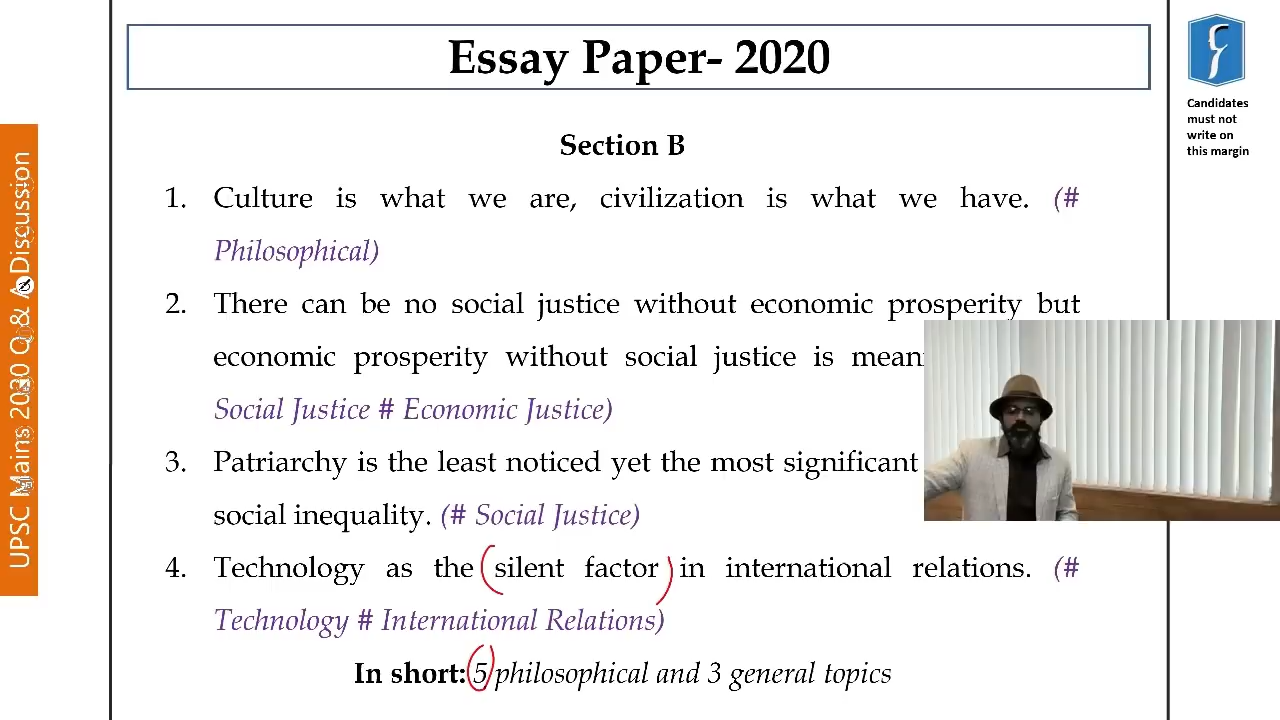 Essay Paper- 2020
Candidates
must not
write on
this margin
Section B
1. Culture is what we are, civilization is what we have. (#
Philosophical)
2. There can be no social justice without economic prosperity but
economic prosperity without social justice is
Social Justice # Economic Justice)
3. Patriarchy is the least noticed yet the most significant
social inequality. (# Social Justice)
4. Technology as the silent factor in international relations. (#
Technology # International Relations)
In short: 5 philosophical and 3 general topics
UPSC Mains 2020 Q & A Discussion